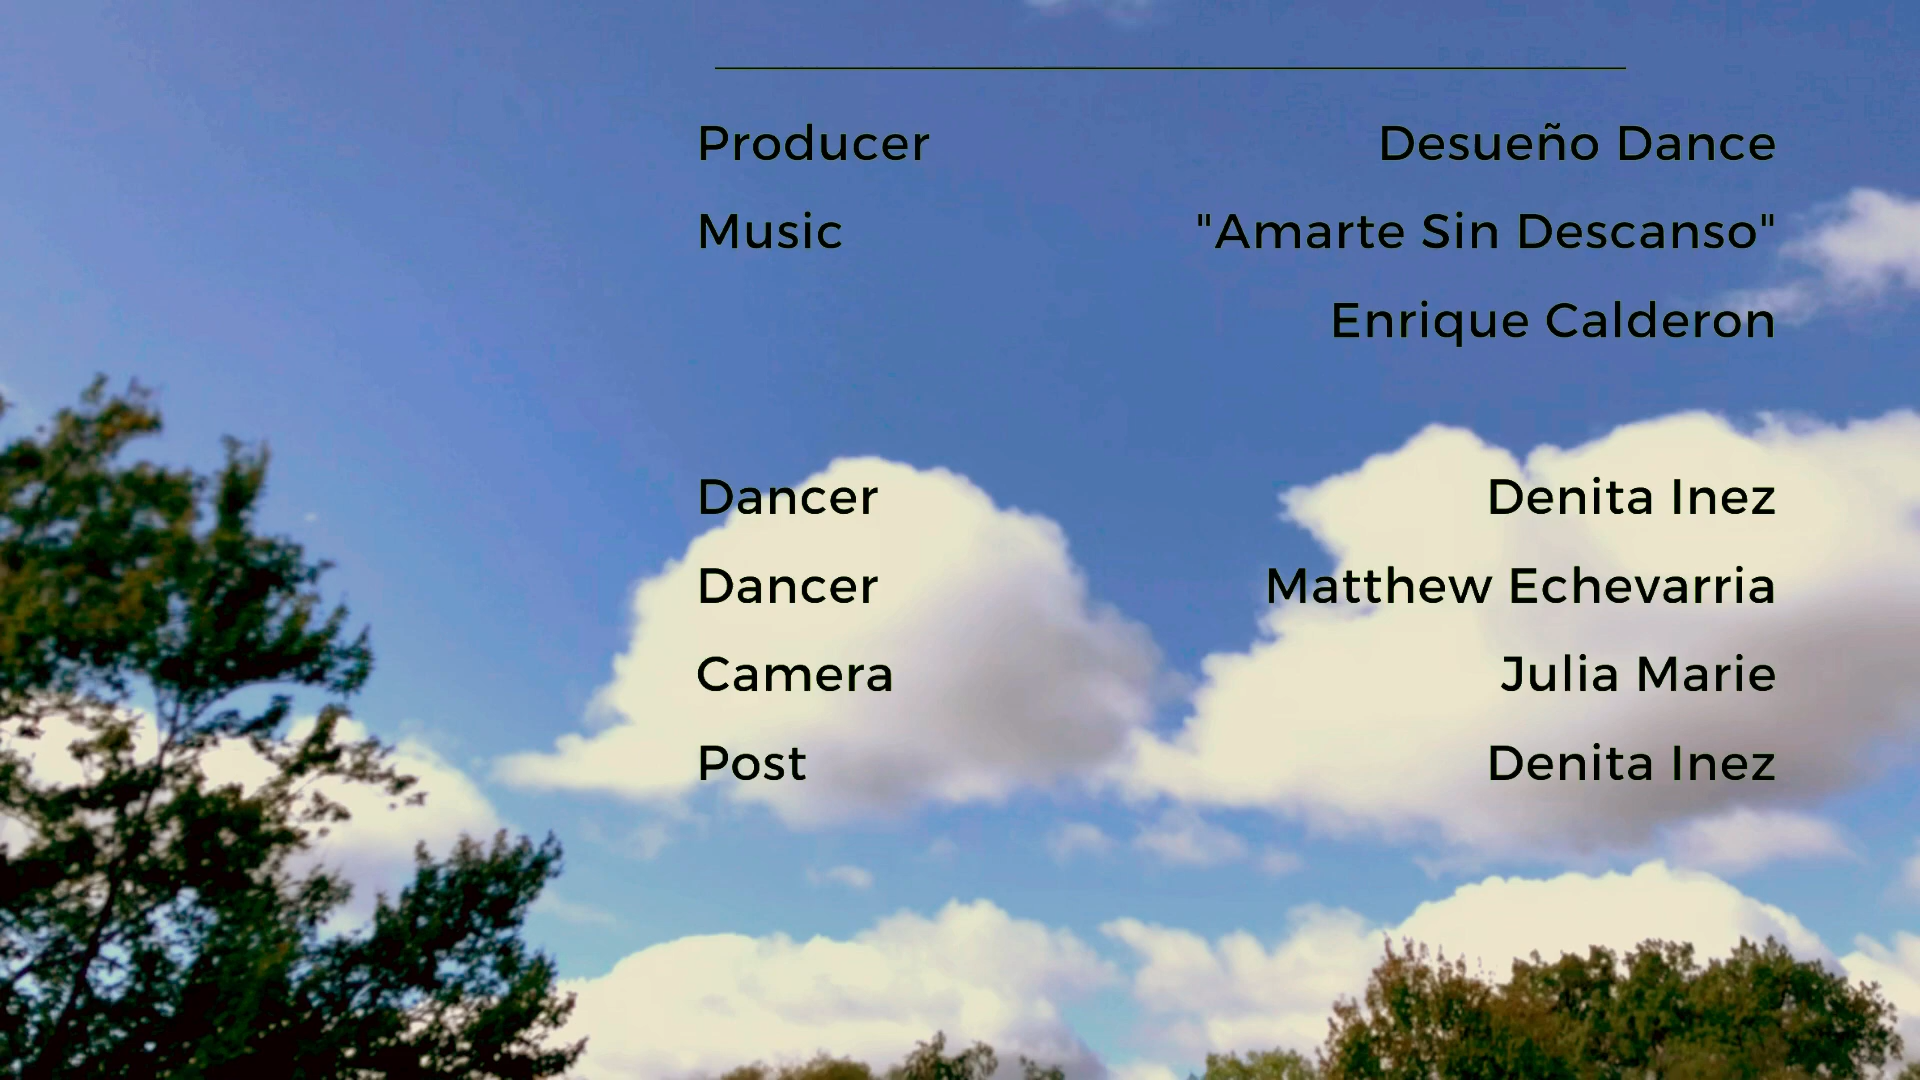 Producer Desueño Dance
Music "Amarte Sin Descanso"
Enrique Calderon
Dancer Denita Inez
Dancer Matthew Echevarria
Camera Julia Marie
Post Denita Inez